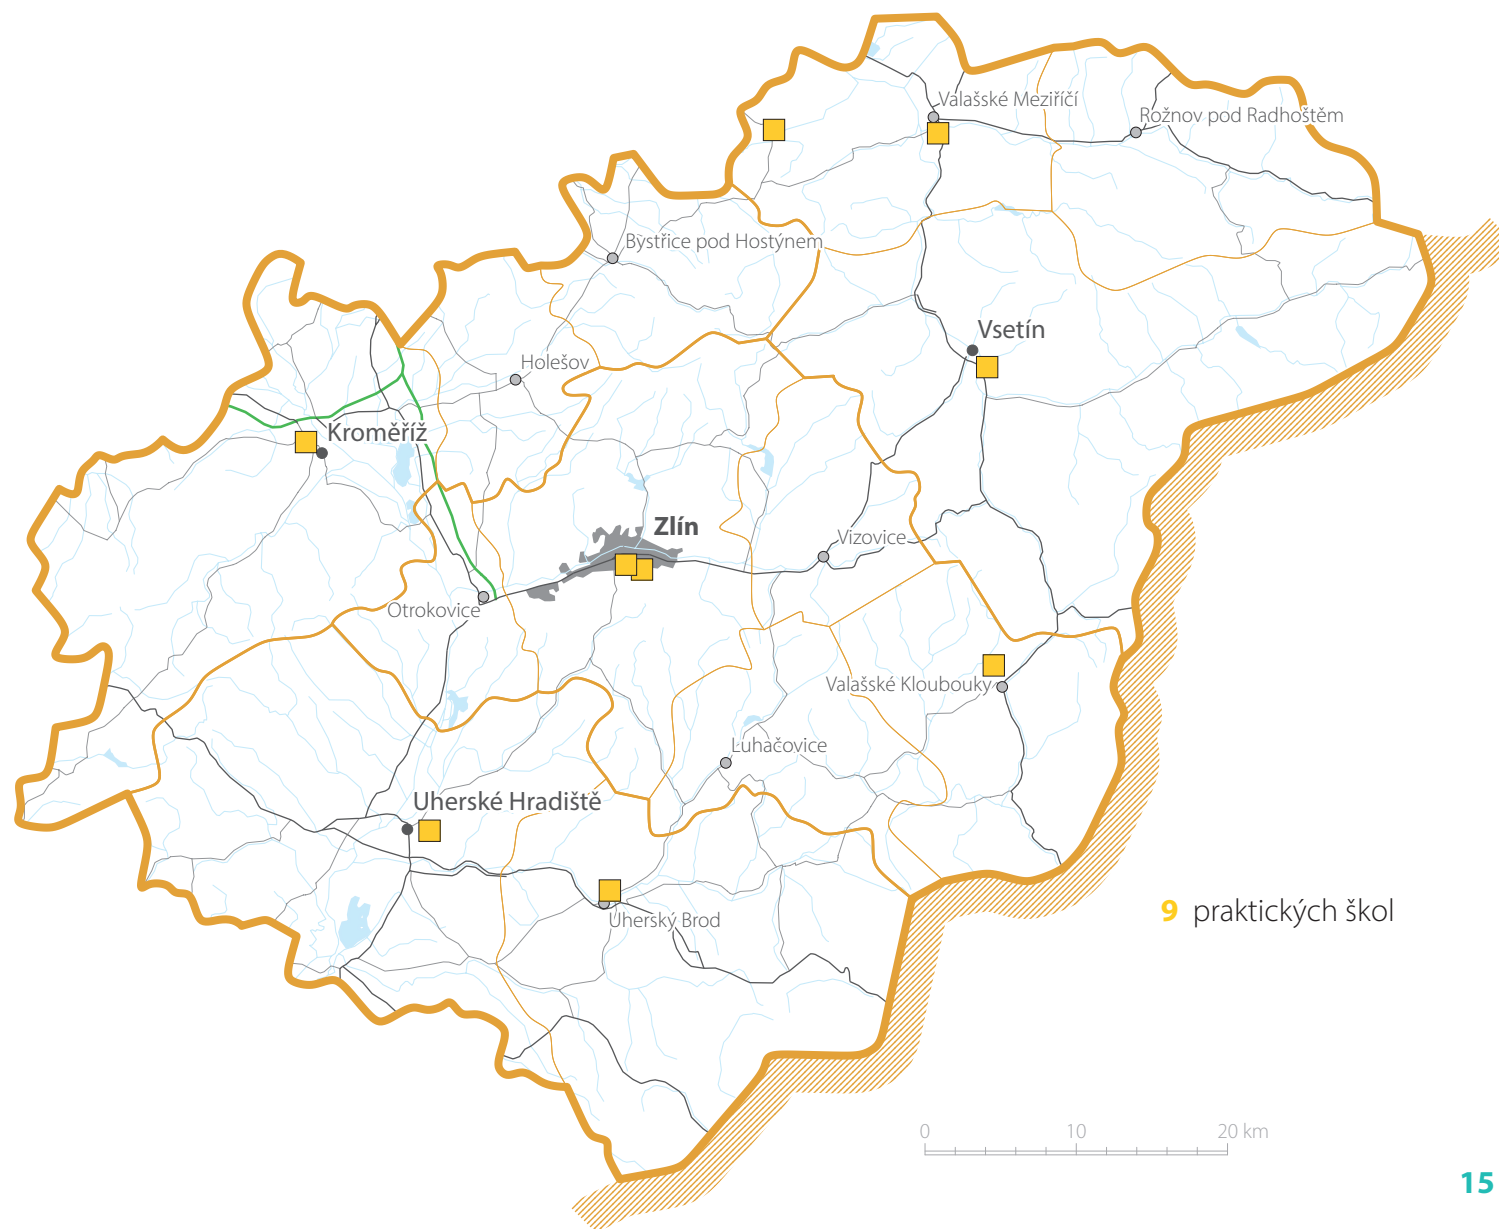 Valašské Meziříčí
Rožnov pod Radhoštěm
Bystřice pod Hostýnem
Vsetín
Holešov
Kroměříž
Zlín
Vizovice
Otrokovice
Valašské Klobouky
Luhačovice
Uherské Hradiště
Uherský Brod
9 praktických škol
0 10 20 km
15